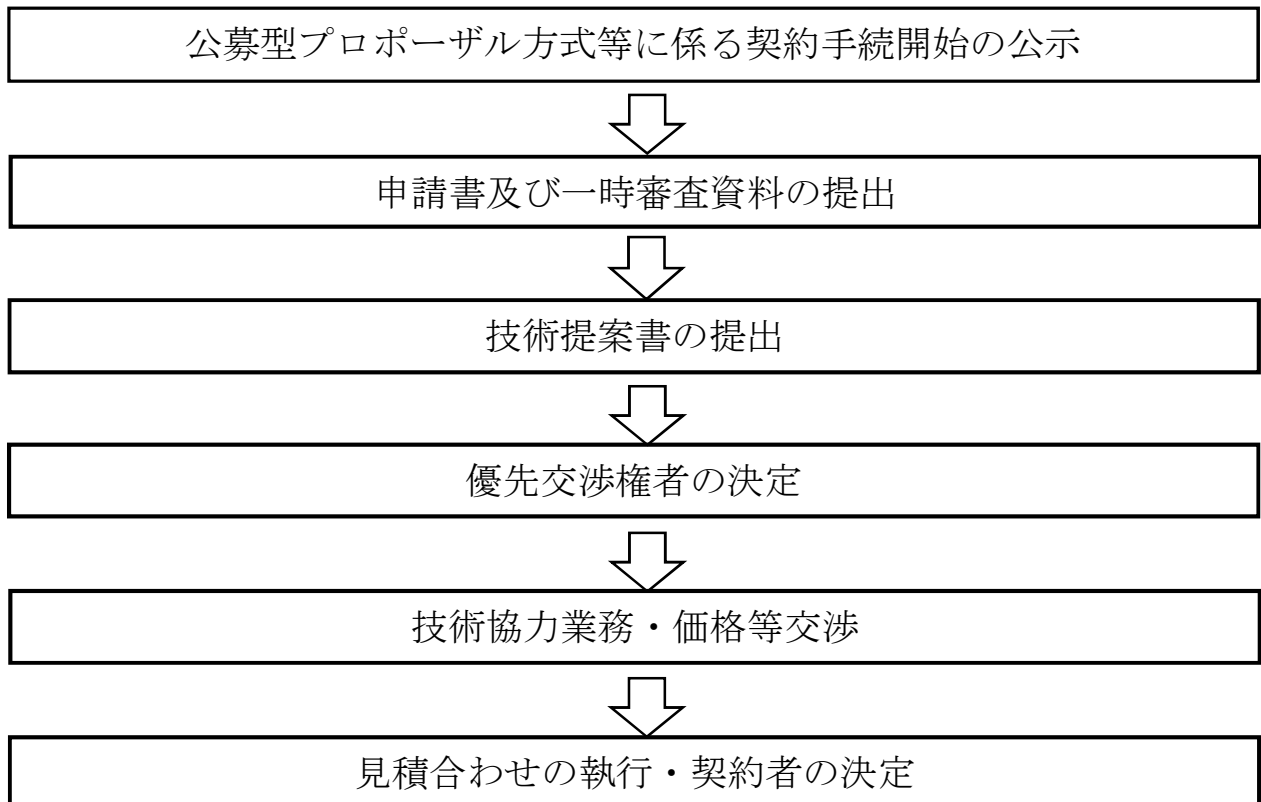 公募型プロポーザル方式等に係る契約手続開始の公示
申請書及び一時審査資料の提出
技術提案書の提出
優先交渉権者の決定
技術協力業務・価格等交渉
見積合わせの執行・契約者の決定